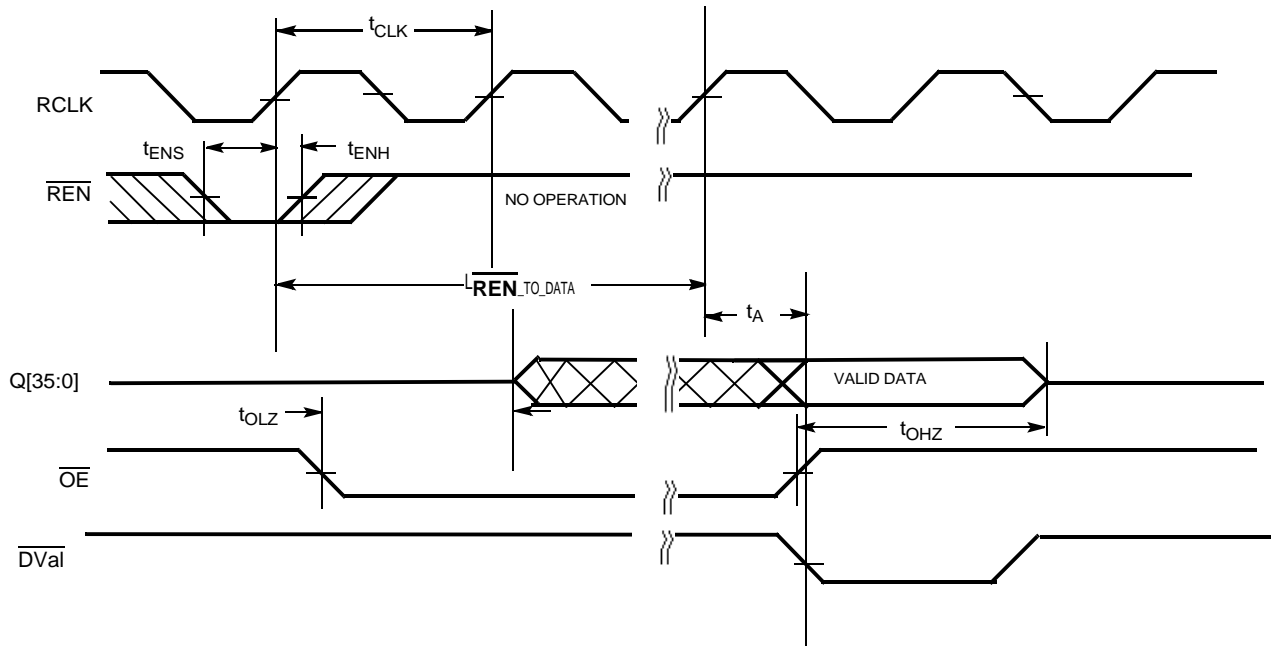 tCLK
RCLK
tENS
tENH
REN
NO OPERATION
LREN_TO_DATA
tA
Q[35:0]
VALID DATA
tOLZ
tOHZ
OE
DVal